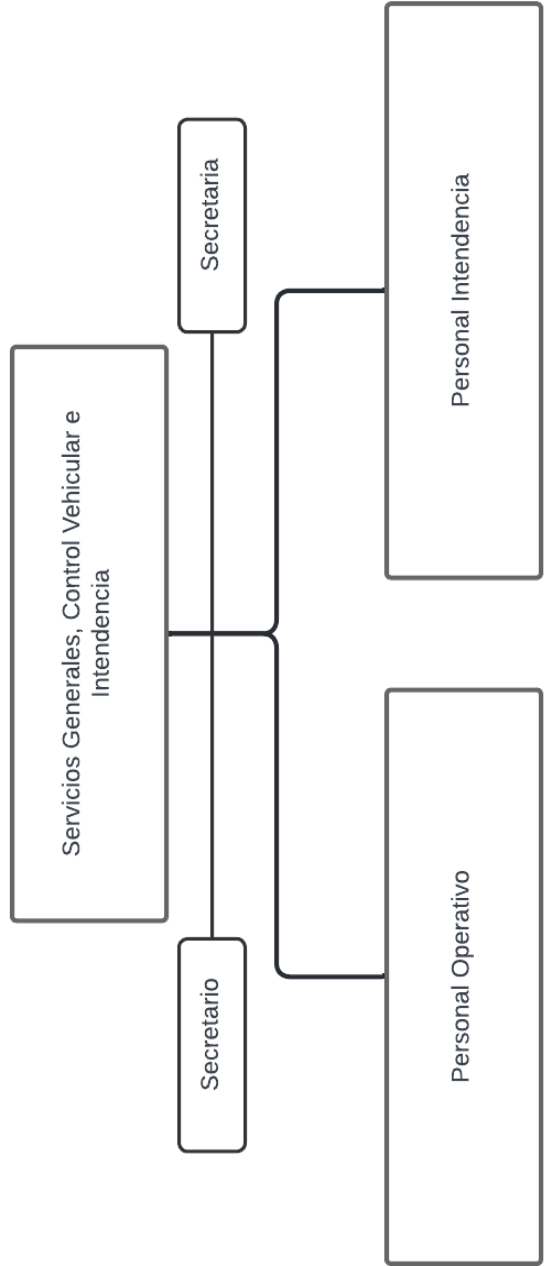 Servicios Generales, Control Vehicular e
Intendencia
Secretario
Secretaria
Personal Operativo
Personal Intendencia